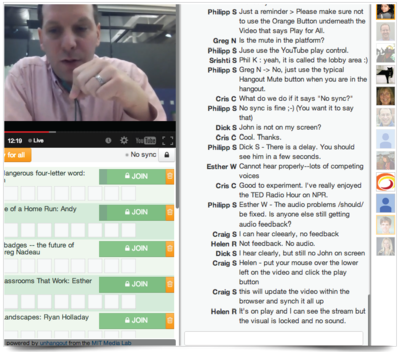 12:19 • Live
You Tube
y for all
• No sync
angerous four-letter word:
JOIN
e of a Home Run: Andy
JOIN
badges -- the future of
reg Nadeau
JOIN
assrooms That Work: Esther
JOIN
andscapes: Ryan Holladay
JOIN
powered by unhangout from the MIT Media Lab
Philipp S Just a reminder > Please make sure not
to use the Orange Button underneath the
Video that says Play for All.
Greg N Is the mute in the platform?
Philipp S Juse use the YouTube play control.
Srishti S Phil K : yeah, it is called the lobby area :)
Philipp S Greg N -> No, just use the typical
Hangout Mute button when you are in the
hangout.
Cris C What do we do if it says "No sync?"
Philipp S No sync is fine ;-) (You want it to say
that)
Dick S John is not on my screen?
Cris C Cool. Thanks.
Philipp S Dick S - There is a delay. You should
see him in a few seconds.
Esther W Cannot hear properly--lots of competing
voices
Cris C Good to experiment. I've really enjoyed
the TED Radio Hour on NPR.
Philipp S Esther W - The audio problems /should/
be fixed. Is anyone else still getting
audio feedback?
Craig S I can hear cleearly, no feedback
Helen R Not feedback. No audio.
Dick S I hear clearly, but still no John on screen
Craig S Helen - put your mouse over the lower
left on the video and click the play
button
Craig S this will update the video within the
browser and synch it all up
Helen R It's on play and I can see the stream but
the visual is locked and no sound.